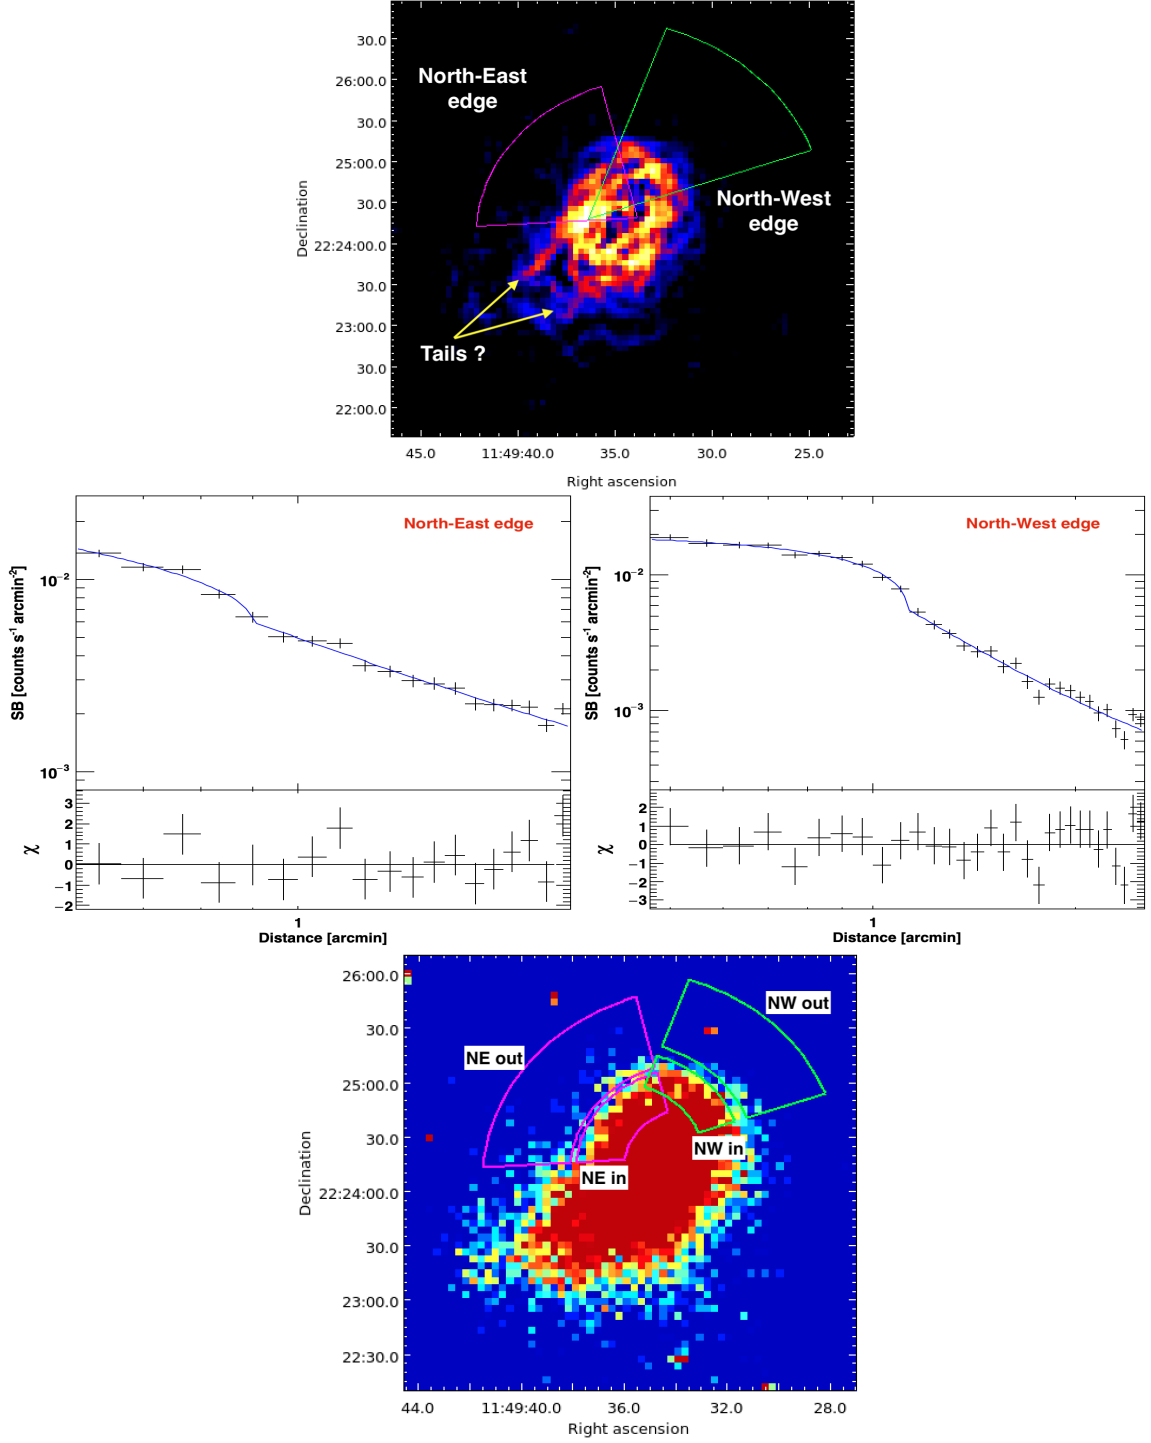 30.0
North-East
edge
26:00.0
30.0
25:00.0
Declination
30.0
North-West
edge
22:24:00.0
30.0
23:00.0
Tails ?
30.0
22:00.0
45.0 11:49:40.0 35.0 30.0 25.0
Right ascension
North-East edge
SB [counts s⁻¹ arcmin⁻²]
10⁻²
10⁻³
3
2
1
0
−1
−2
χ
1
Distance [arcmin]
North-West edge
SB [counts s⁻¹ arcmin⁻²]
10⁻²
10⁻³
2
1
0
−1
−2
−3
χ
1
Distance [arcmin]
26:00.0
NW out
30.0
NE out
25:00.0
Declination
30.0
NW in
NE in
22:24:00.0
30.0
23:00.0
22:30.0
44.0 11:49:40.0 36.0 32.0 28.0
Right ascension